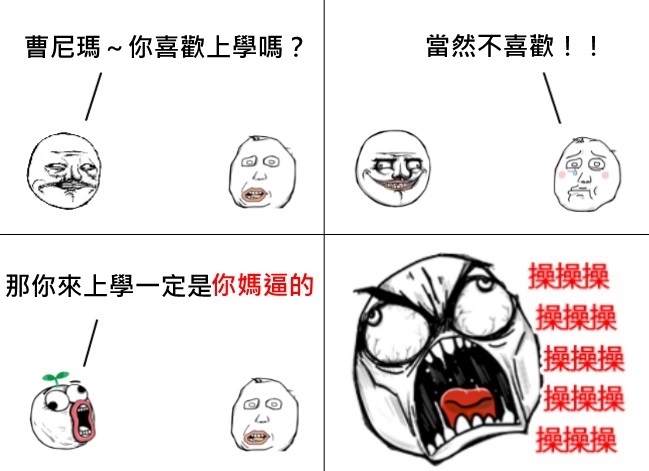 曹尼瑪～你喜歡上學嗎？
當然不喜歡！！
那你來上學一定是你媽逼的
操操操
操操操
操操操
操操操
操操操